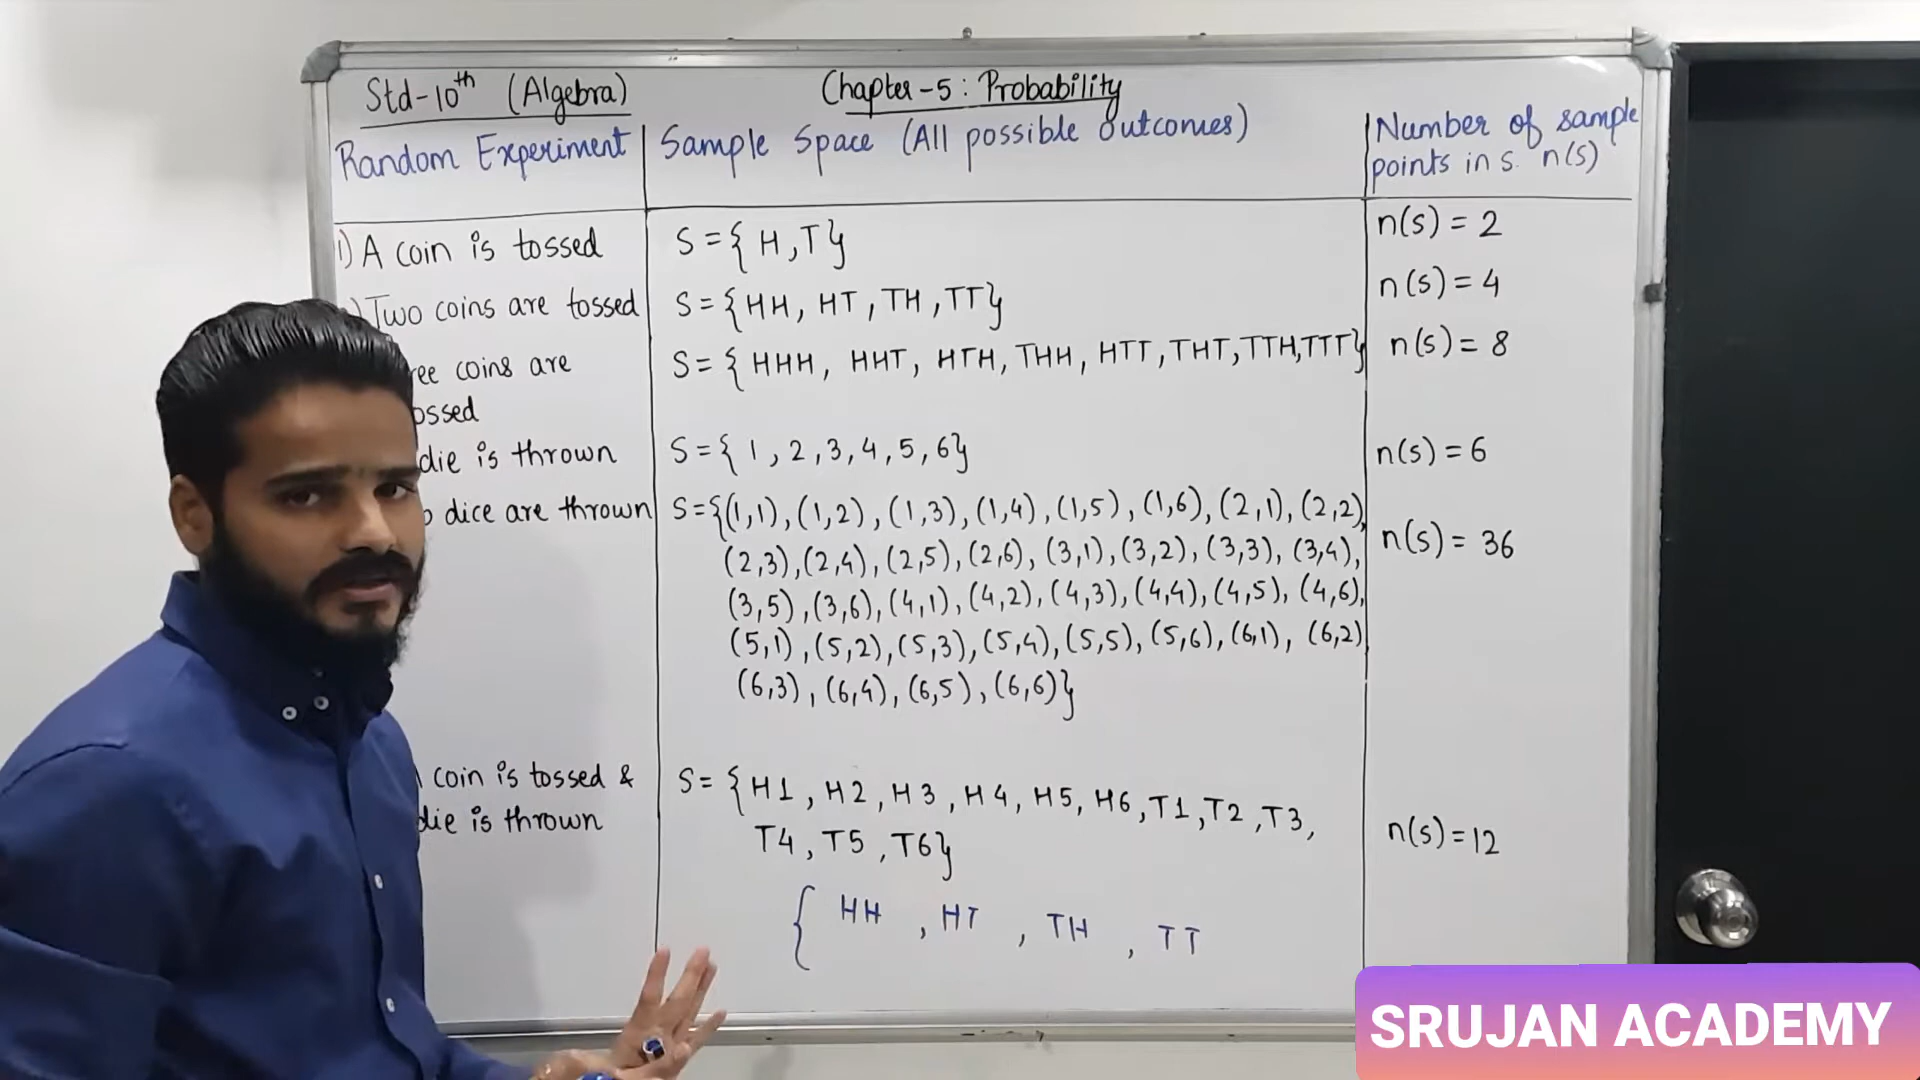 Std-10th (Algebra)
Chapter-5: Probability
Random Experiment
Sample Space (All possible outcomes)
Number of sample
points in s. n(s)
i) A coin is tossed
S={H,T}
n(s) = 2
) Two coins are tossed
S={HH, HT, TH, TT}
n(s) = 4
ree coins are
ossed
S={HHH, HHT, HTH, THH, HTT, THT, TTH, TTT}
n(s) = 8
die is thrown
S={1, 2, 3, 4, 5, 6}
n(s) = 6
o dice are thrown
S={(1,1), (1,2), (1,3), (1,4), (1,5), (1,6), (2,1), (2,2),
(2,3), (2,4), (2,5), (2,6), (3,1), (3,2), (3,3), (3,4),
(3,5), (3,6), (4,1), (4,2), (4,3), (4,4), (4,5), (4,6),
(5,1), (5,2), (5,3), (5,4), (5,5), (5,6), (6,1), (6,2)
(6,3), (6,4), (6,5), (6,6)}
n(s) = 36
coin is tossed &
die is thrown
S={H1, H2, H3, H4, H5, H6, T1, T2, T3,
T4, T5, T6}
n(s) = 12
{ HH , HT , TH , TT
SRUJAN ACADEMY